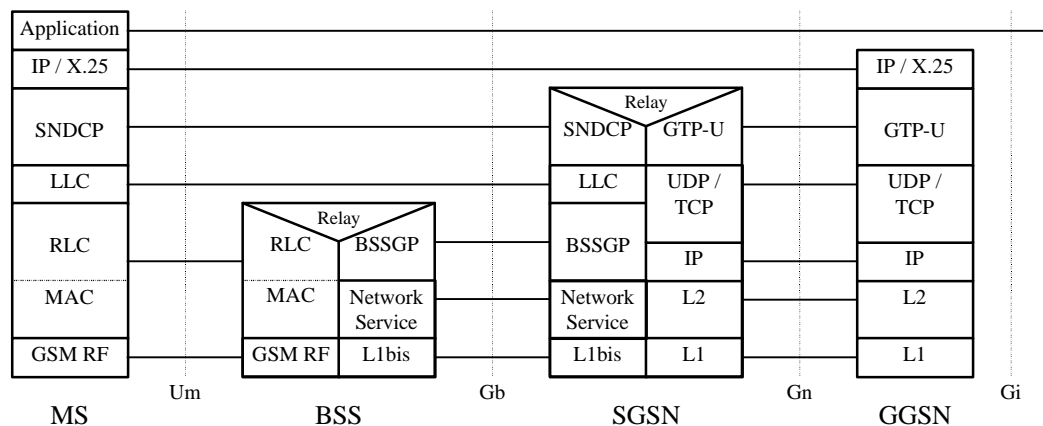 Application
IP / X.25
IP / X.25
Relay
SNDCP
SNDCP
GTP-U
GTP-U
LLC
LLC
UDP /
TCP
UDP /
TCP
Relay
RLC
RLC
BSSGP
BSSGP
IP
IP
MAC
MAC
Network
Service
Network
Service
L2
L2
GSM RF
GSM RF
L1bis
L1bis
L1
L1
Um
Gb
Gn
Gi
MS
BSS
SGSN
GGSN